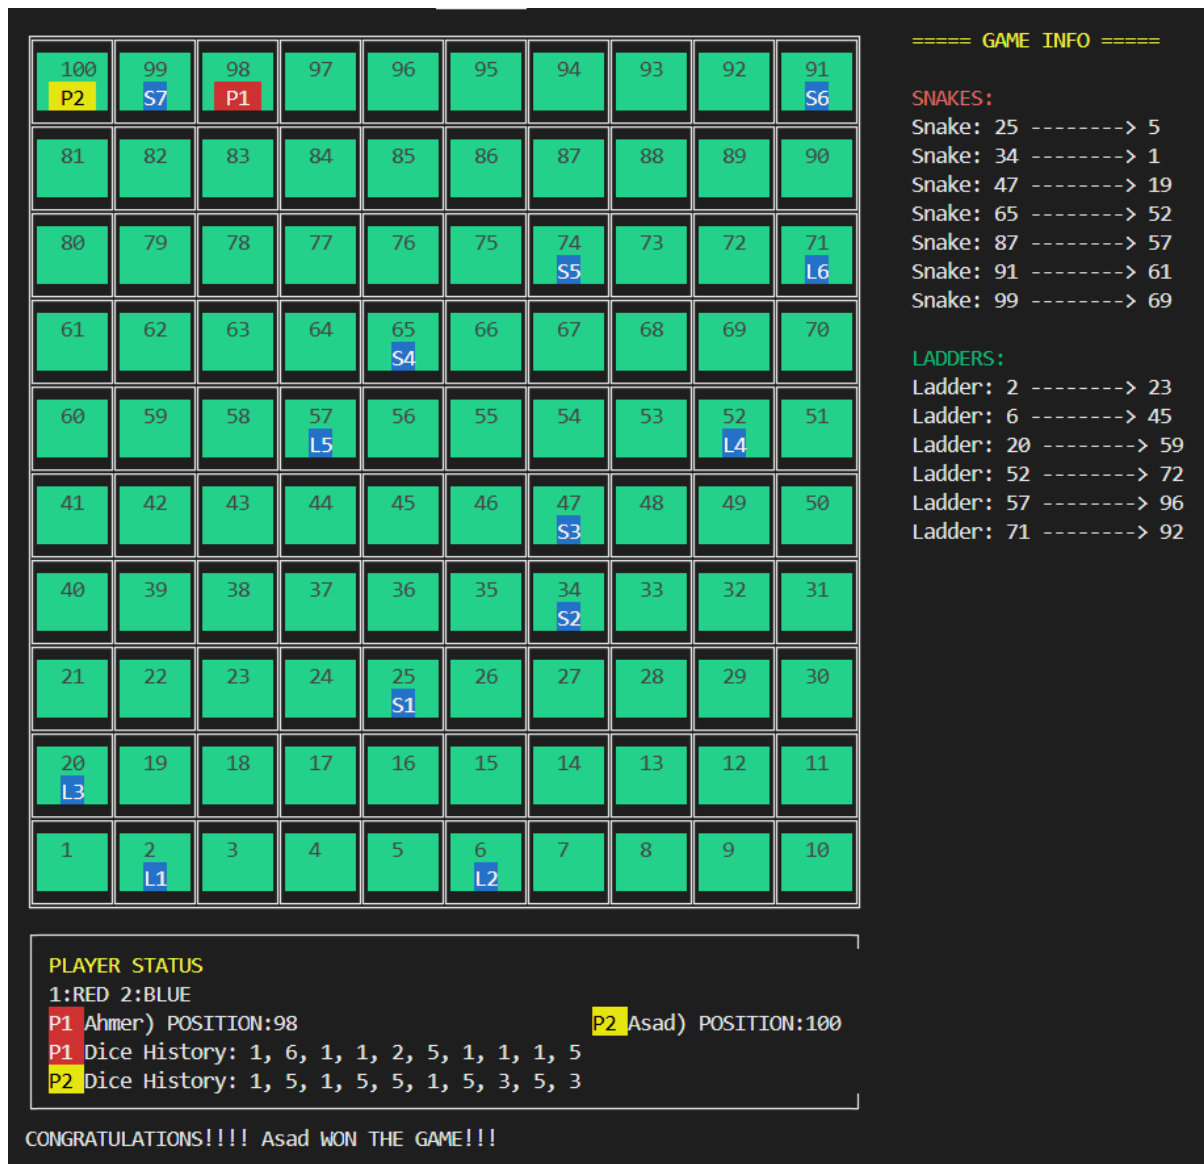 100 99 98 97 96 95 94 93 92 91
P2 S7 P1 S6
81 82 83 84 85 86 87 88 89 90
80 79 78 77 76 75 74 73 72 71
S5 L6
61 62 63 64 65 66 67 68 69 70
S4
60 59 58 57 56 55 54 53 52 51
L5 L4
41 42 43 44 45 46 47 48 49 50
S3
40 39 38 37 36 35 34 33 32 31
S2
21 22 23 24 25 26 27 28 29 30
S1
20 19 18 17 16 15 14 13 12 11
L3
1 2 3 4 5 6 7 8 9 10
L1 L2
===== GAME INFO =====
SNAKES:
Snake: 25 --------> 5
Snake: 34 --------> 1
Snake: 47 --------> 19
Snake: 65 --------> 52
Snake: 87 --------> 57
Snake: 91 --------> 61
Snake: 99 --------> 69
LADDERS:
Ladder: 2 --------> 23
Ladder: 6 --------> 45
Ladder: 20 --------> 59
Ladder: 52 --------> 72
Ladder: 57 --------> 96
Ladder: 71 --------> 92
PLAYER STATUS
1:RED 2:BLUE
P1 Ahmer) POSITION:98 P2 Asad) POSITION:100
P1 Dice History: 1, 6, 1, 1, 2, 5, 1, 1, 1, 5
P2 Dice History: 1, 5, 1, 5, 5, 1, 5, 3, 5, 3
CONGRATULATIONS!!!! Asad WON THE GAME!!!